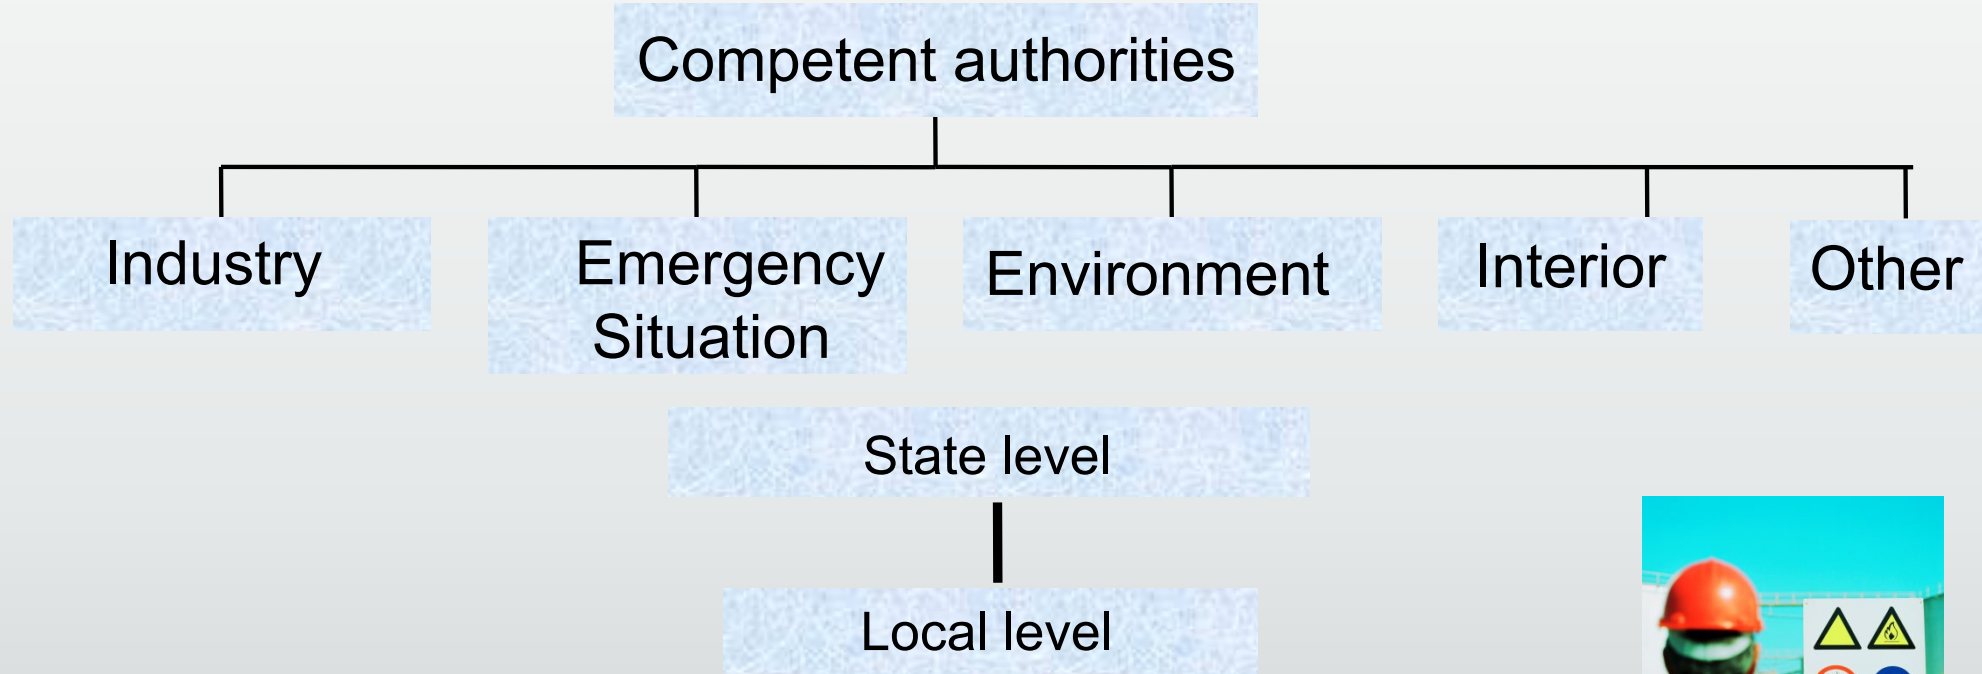 Competent authorities
Industry
Emergency
Situation
Environment
Interior
Other
State level
Local level